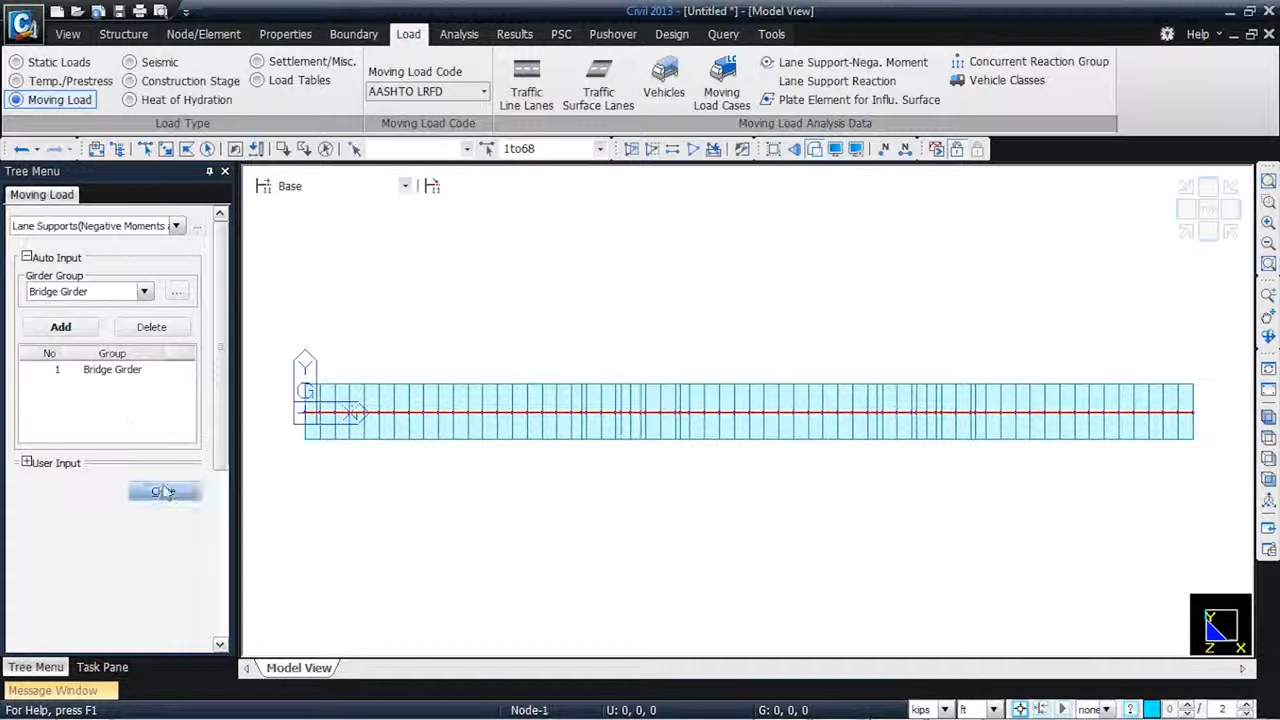 Civil 2013 - [Untitled *] - [Model View]
View Structure Node/Element Properties Boundary Load Analysis Results PSC Pushover Design Query Tools Help
Static Loads Seismic Settlement/Misc.
Temp./Prestress Construction Stage Load Tables
Moving Load Heat of Hydration
Load Type
Moving Load Code
AASHTO LRFD
Moving Load Code
Traffic Line Lanes
Traffic Surface Lanes
Vehicles
LC
Moving Load Cases
Lane Support-Nega. Moment
Lane Support Reaction
Plate Element for Influ. Surface
Concurrent Reaction Group
Vehicle Classes
Moving Load Analysis Data
1to68
Tree Menu
Moving Load
Lane Supports(Negative Moments
Auto Input
Girder Group
Bridge Girder
Add Delete
No Group
1 Bridge Girder
User Input
Base
Y
G
X
Y
Z X
Tree Menu Task Pane
Model View
Message Window
For Help, press F1 Node-1 U: 0, 0, 0 G: 0, 0, 0 kips ft none 0 / 2